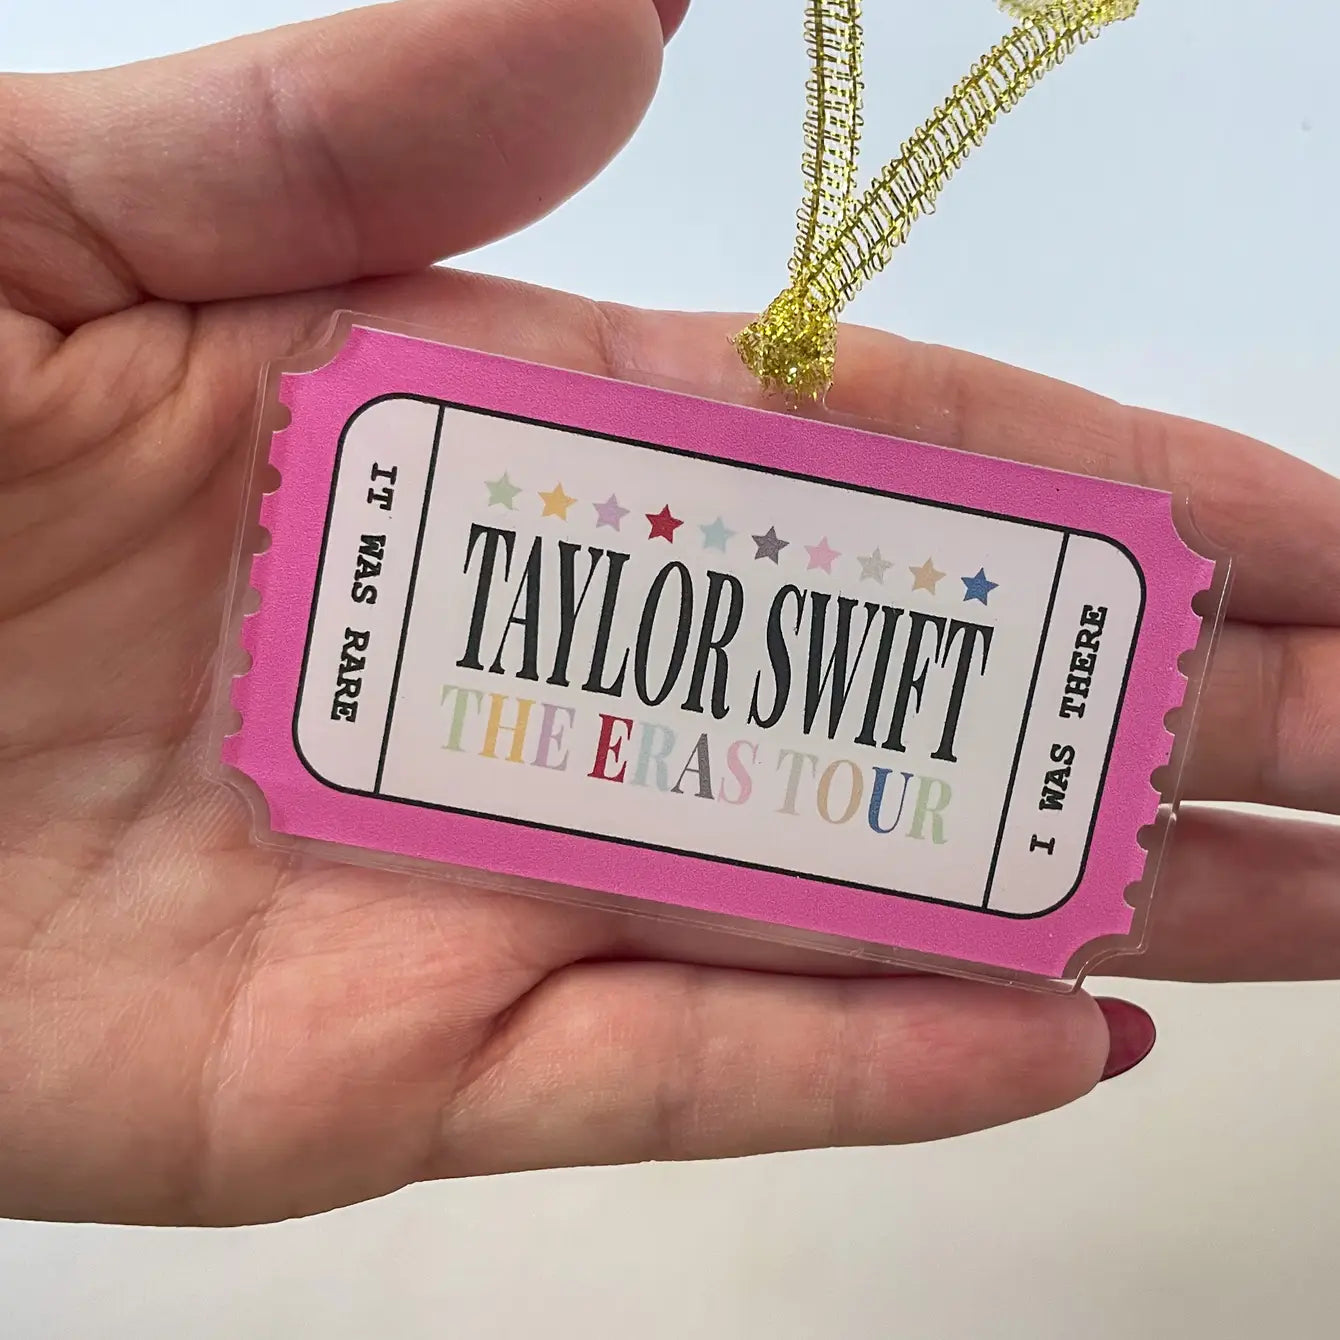 IT WAS RARE
TAYLOR SWIFT
THE ERAS TOUR
I WAS THERE